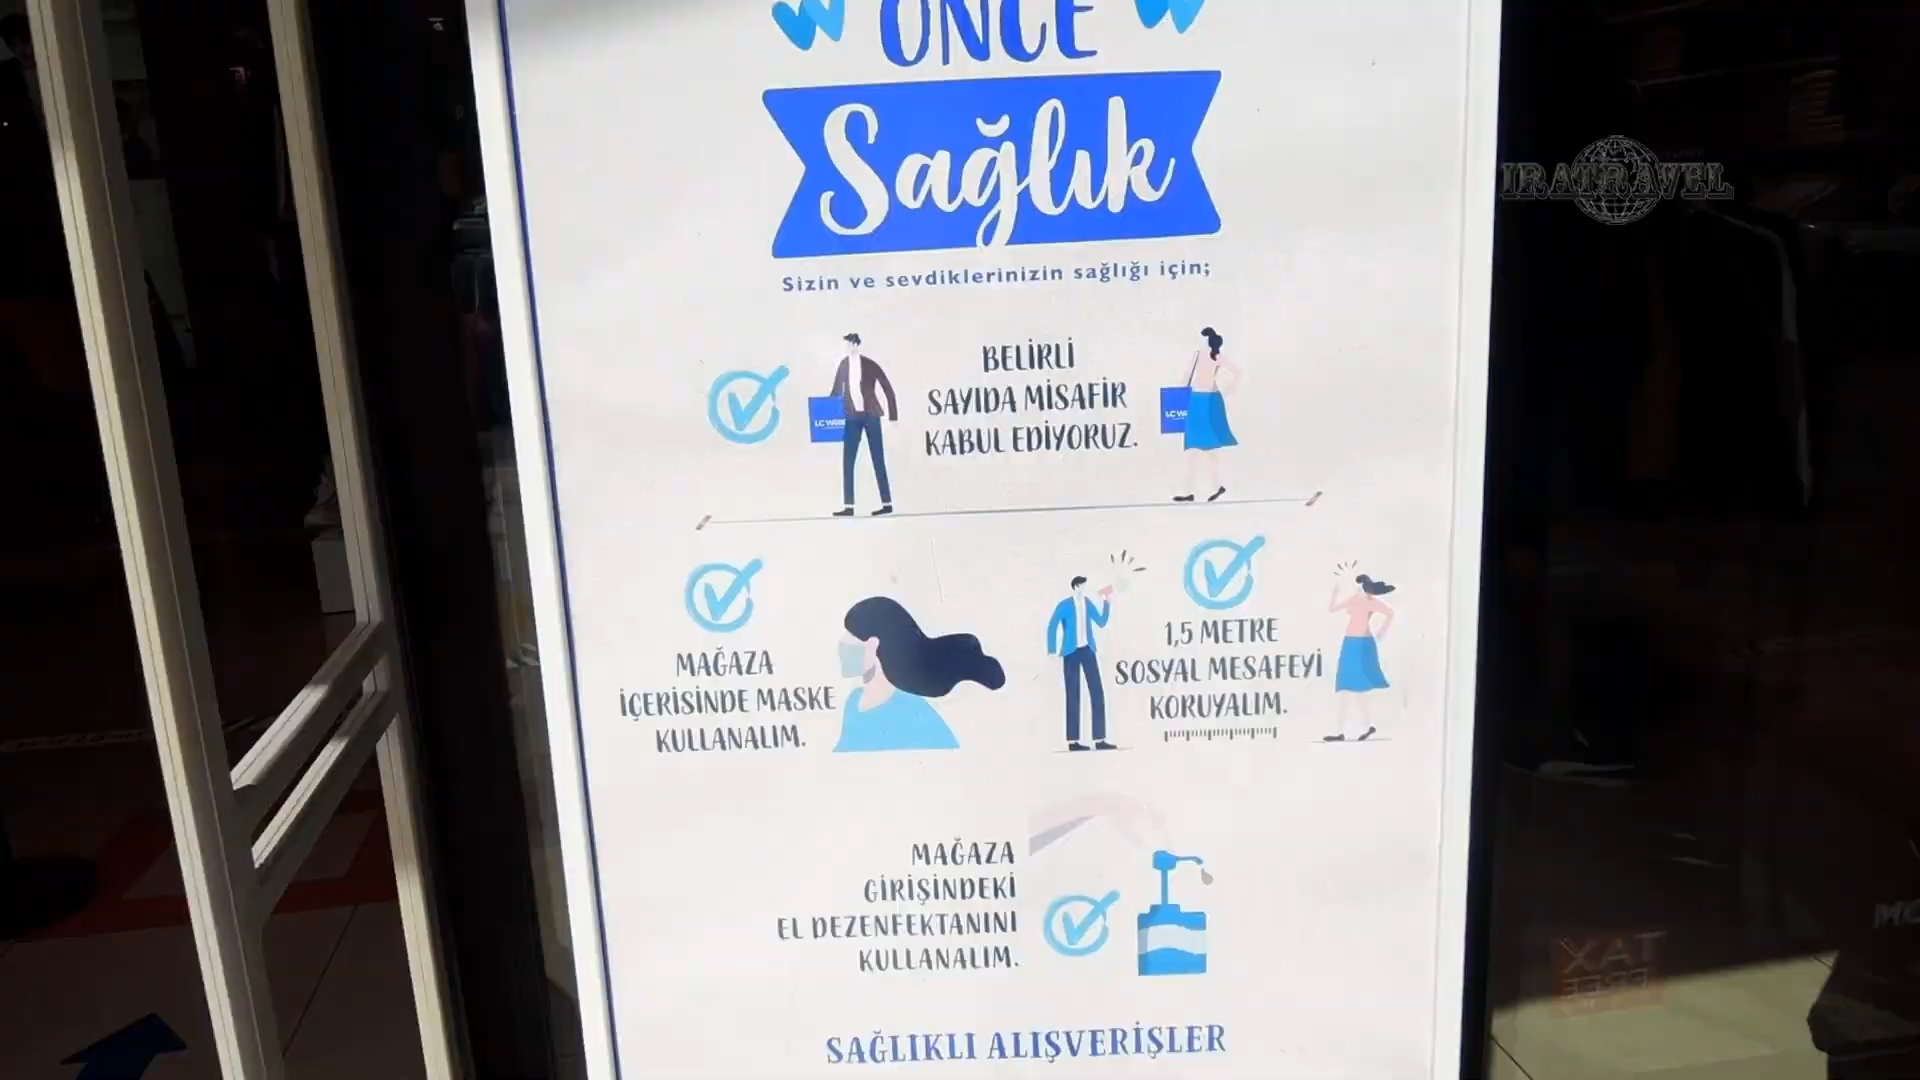 ÖNCE
Sağlık
Sizin ve sevdiklerinizin sağlığı için;
BELİRLİ
SAYIDA MİSAFİR
KABUL EDİYORUZ.
MAĞAZA
İÇERİSİNDE MASKE
KULLANALIM.
1,5 METRE
SOSYAL MESAFEYİ
KORUYALIM.
MAĞAZA
GİRİŞİNDEKİ
EL DEZENFEKTANINI
KULLANALIM.
SAĞLIKLI ALIŞVERİŞLER
IRATRAVEL
TAX
FREE